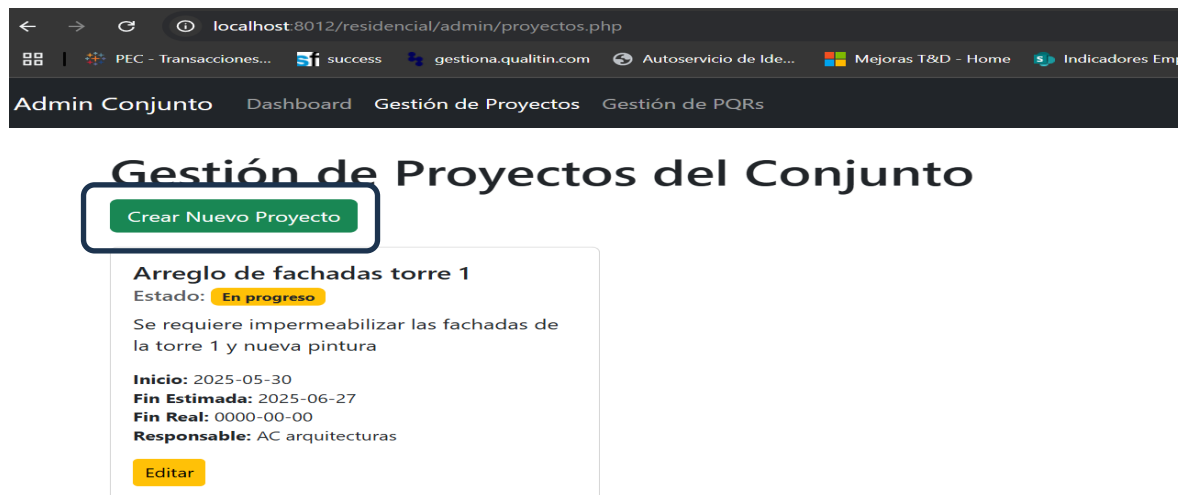 localhost:8012/residencial/admin/proyectos.php
PEC - Transacciones... success gestiona.qualitin.com Autoservicio de Ide... Mejoras T&D - Home Indicadores Emp
Admin Conjunto Dashboard Gestión de Proyectos Gestión de PQRs
Gestión de Proyectos del Conjunto
Crear Nuevo Proyecto
Arreglo de fachadas torre 1
Estado: En progreso
Se requiere impermeabilizar las fachadas de
la torre 1 y nueva pintura
Inicio: 2025-05-30
Fin Estimada: 2025-06-27
Fin Real: 0000-00-00
Responsable: AC arquitecturas
Editar